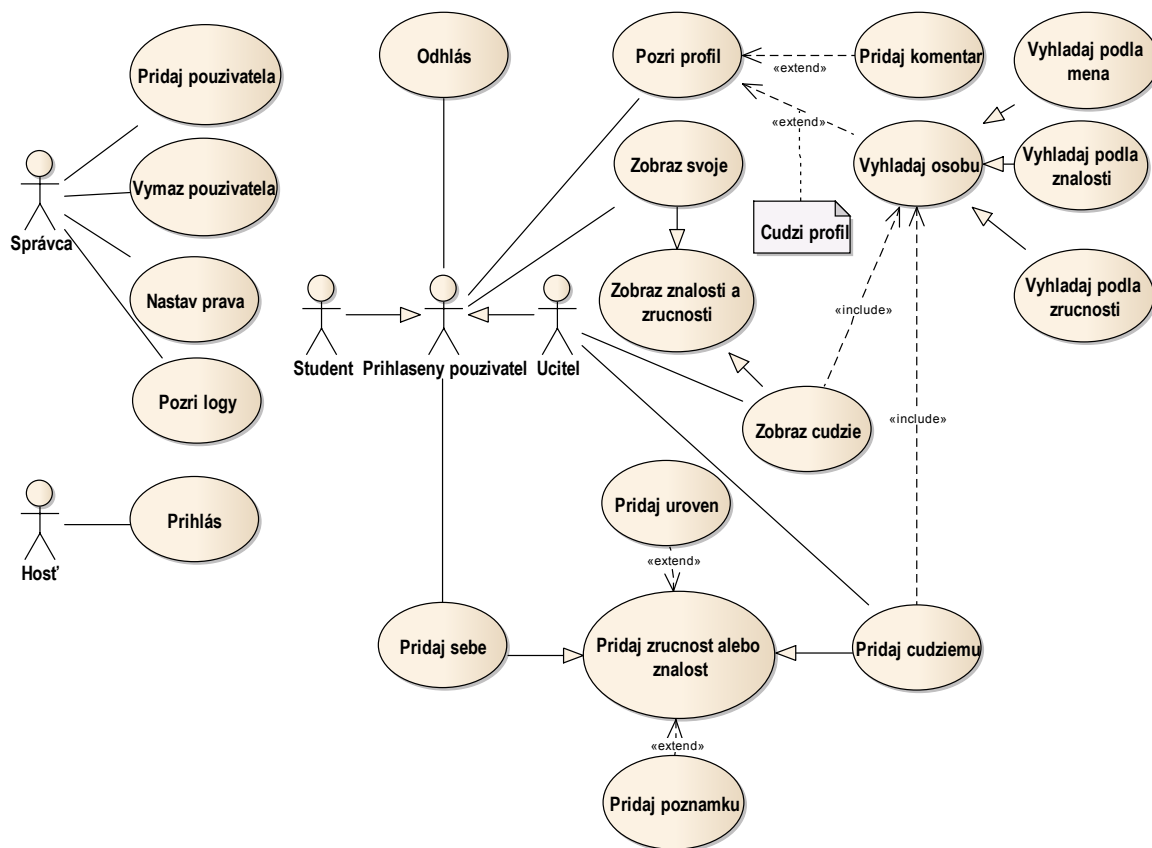 Odhlás
Pozri profil
Pridaj komentar
Vyhladaj podla
mena
Pridaj pouzivatela
«extend»
«extend»
Zobraz svoje
Vyhladaj osobu
Vyhladaj podla
znalosti
Vymaz pouzivatela
Správca
Cudzi profil
Nastav prava
Zobraz znalosti a
zrucnosti
Vyhladaj podla
zrucnosti
«include»
Student
Prihlaseny pouzivatel
Ucitel
Pozri logy
Zobraz cudzie
«include»
Prihlás
Hosť
Pridaj uroven
«extend»
Pridaj sebe
Pridaj zrucnost alebo
znalost
Pridaj cudziemu
«extend»
Pridaj poznamku